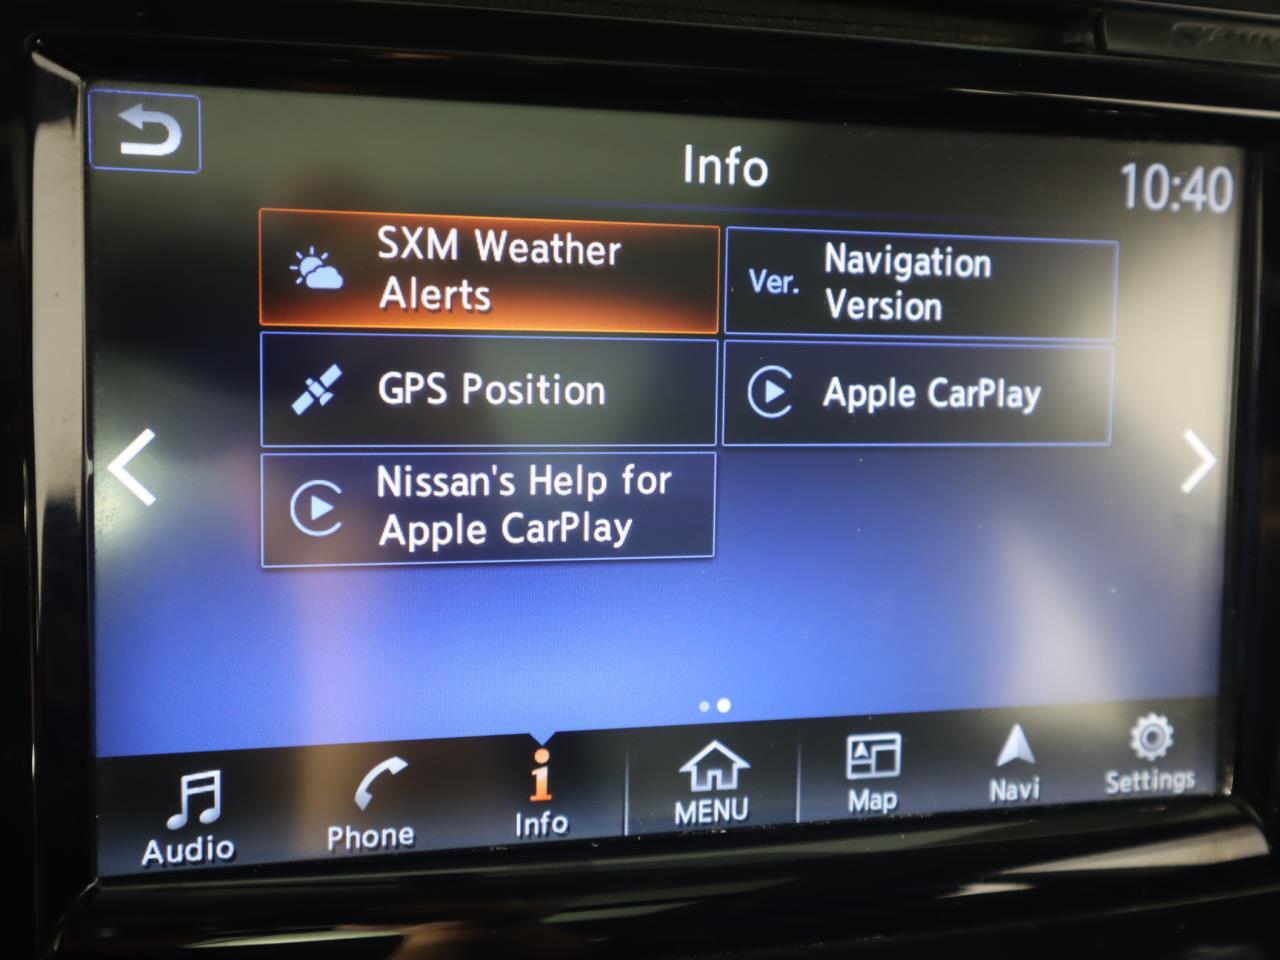 Info
10:40
SXM Weather
Alerts
Ver.
Navigation
Version
GPS Position
Apple CarPlay
Nissan's Help for
Apple CarPlay
Audio
Phone
Info
MENU
Map
Navi
Settings